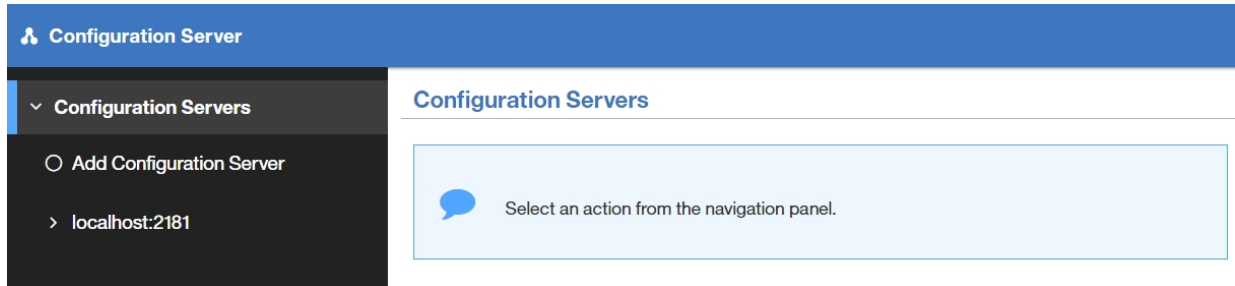 Configuration Server
Configuration Servers
Add Configuration Server
localhost:2181
Configuration Servers
Select an action from the navigation panel.